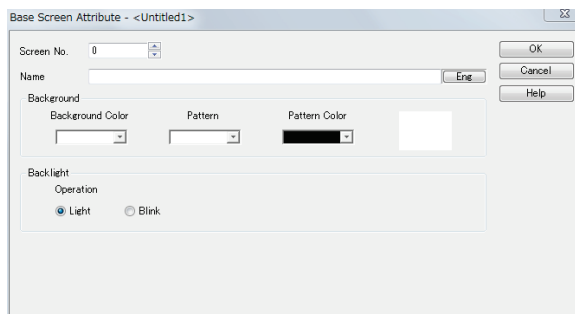 Base Screen Attribute - <Untitled1>
Screen No. 0
OK
Name Eng
Cancel
Help
Background
Background Color Pattern Pattern Color
Backlight
Operation
Light Blink